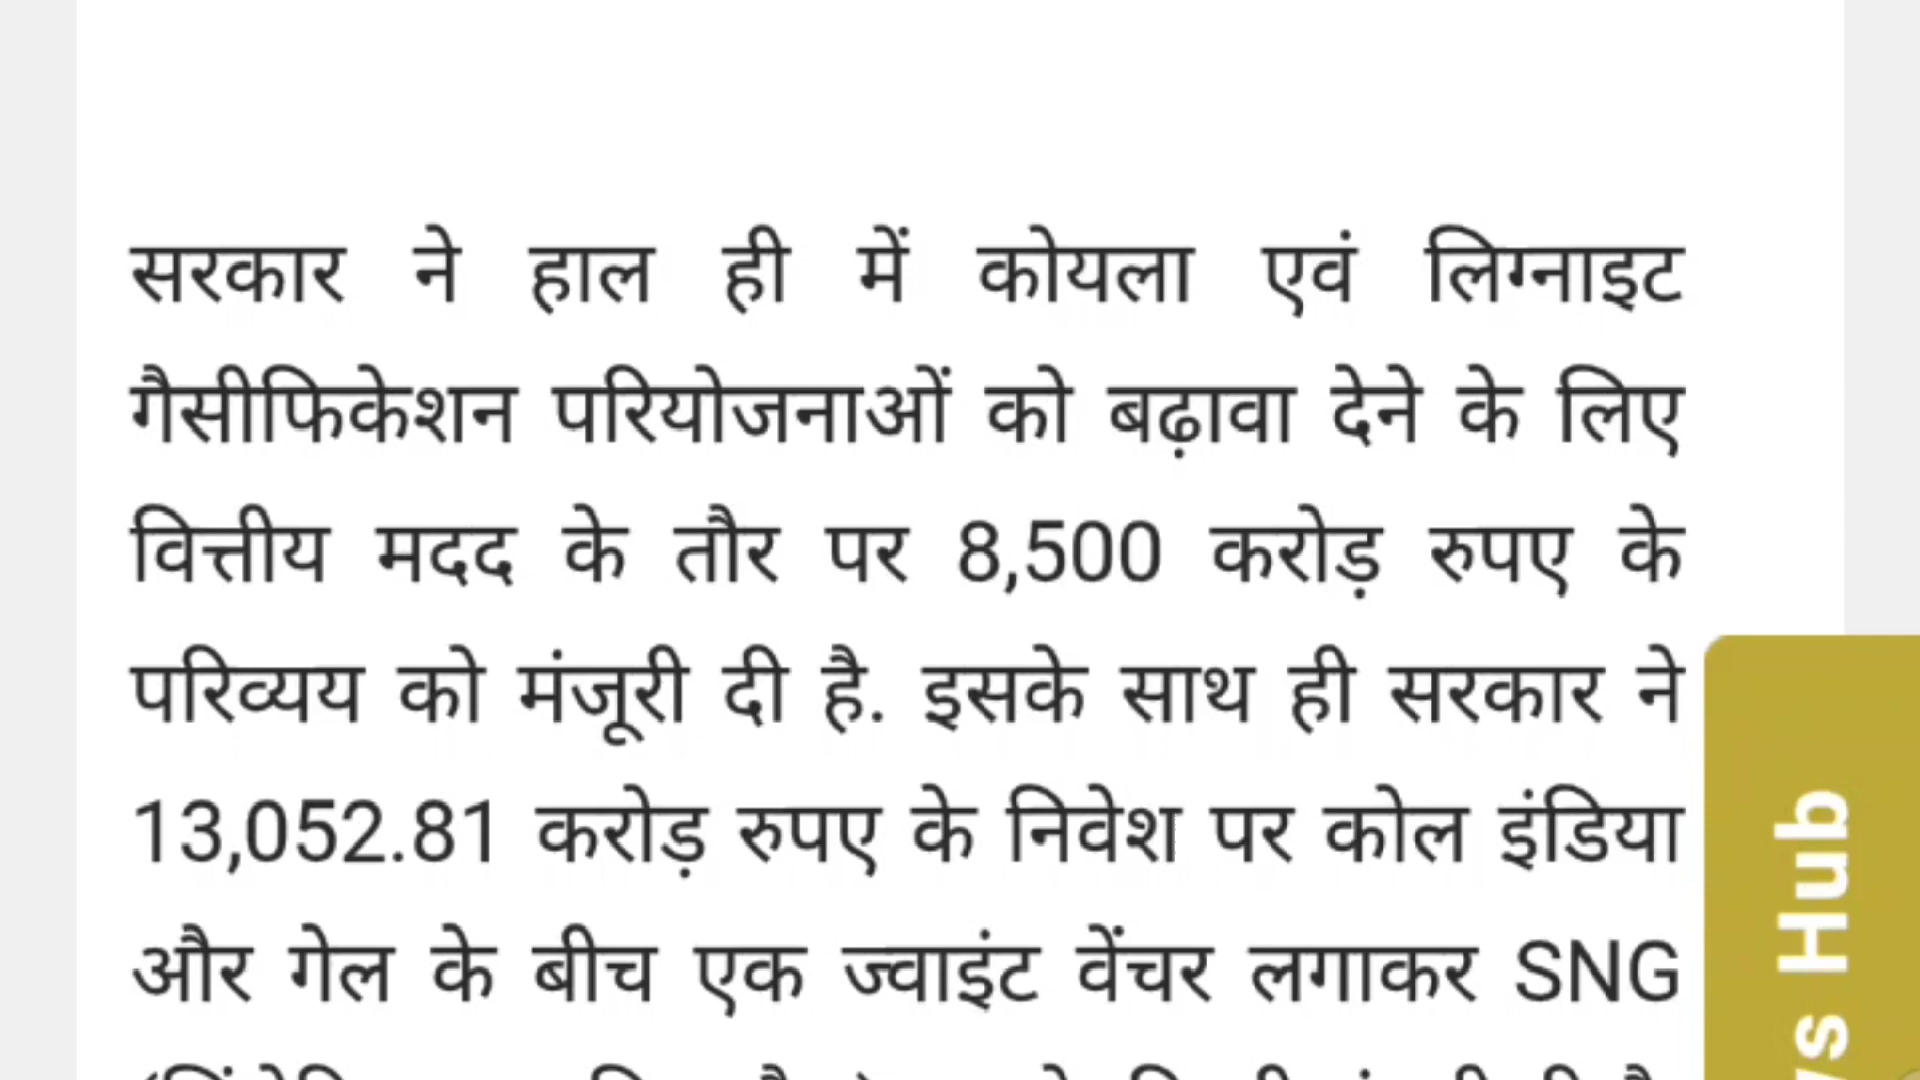 सरकार ने हाल ही में कोयला एवं लिग्नाइट
गैसीफिकेशन परियोजनाओं को बढ़ावा देने के लिए
वित्तीय मदद के तौर पर 8,500 करोड़ रुपए के
परिव्यय को मंजूरी दी है. इसके साथ ही सरकार ने
13,052.81 करोड़ रुपए के निवेश पर कोल इंडिया
और गेल के बीच एक ज्वाइंट वेंचर लगाकर SNG
Hub